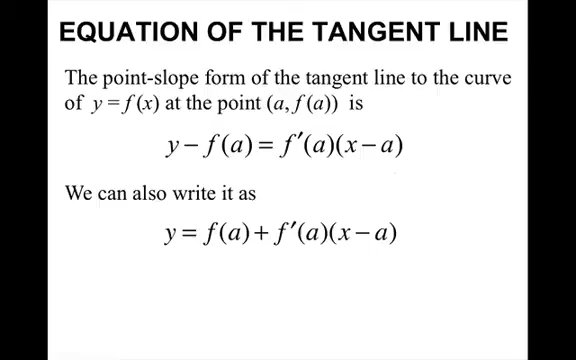 EQUATION OF THE TANGENT LINE
The point-slope form of the tangent line to the curve
of y = f(x) at the point (a, f(a)) is
y − f(a) = f′(a)(x − a)
We can also write it as
y = f(a) + f′(a)(x − a)